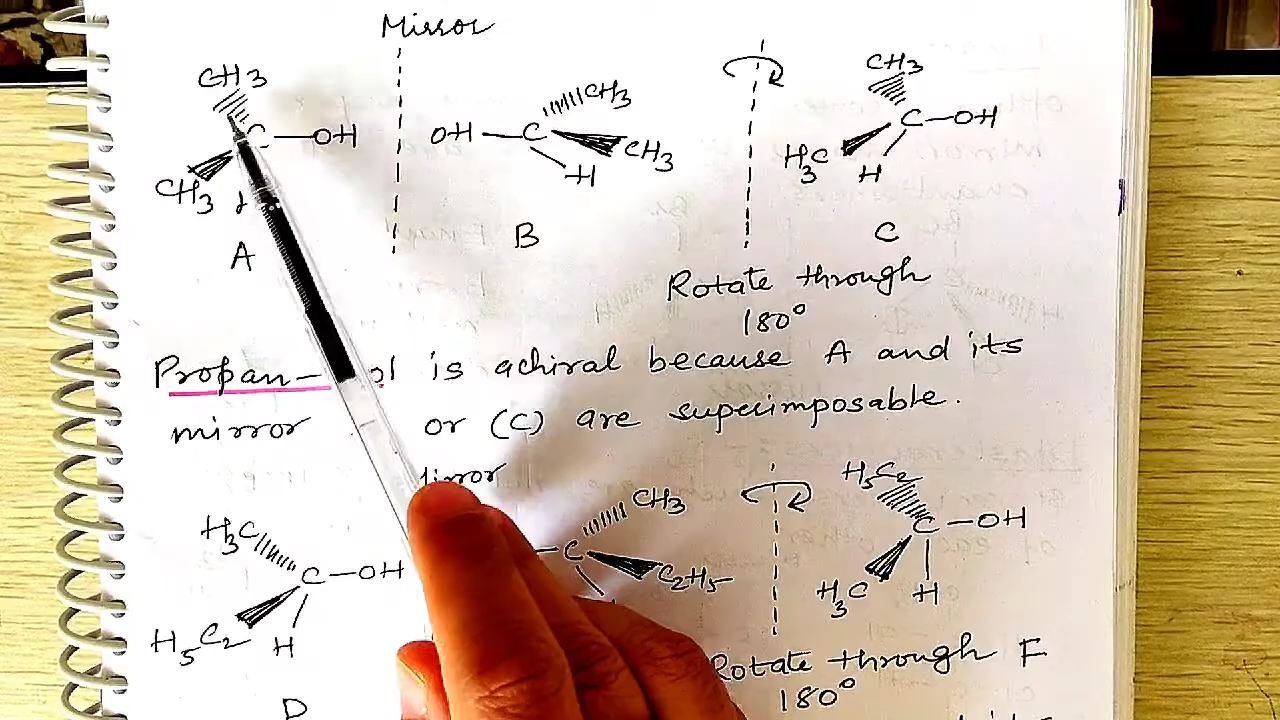 Mirror
CH3
C — OH
CH3
A
CH3
OH — C
CH3
H
B
CH3
C — OH
H3C
H
C
Rotate through
180°
Propan- ol is achiral because A and its
mirror or (C) are superimposable.
H3C
C — OH
H5C2
H
D
CH3
C
C2H5
H5C2
C — OH
H3C
H
Rotate through F
180°